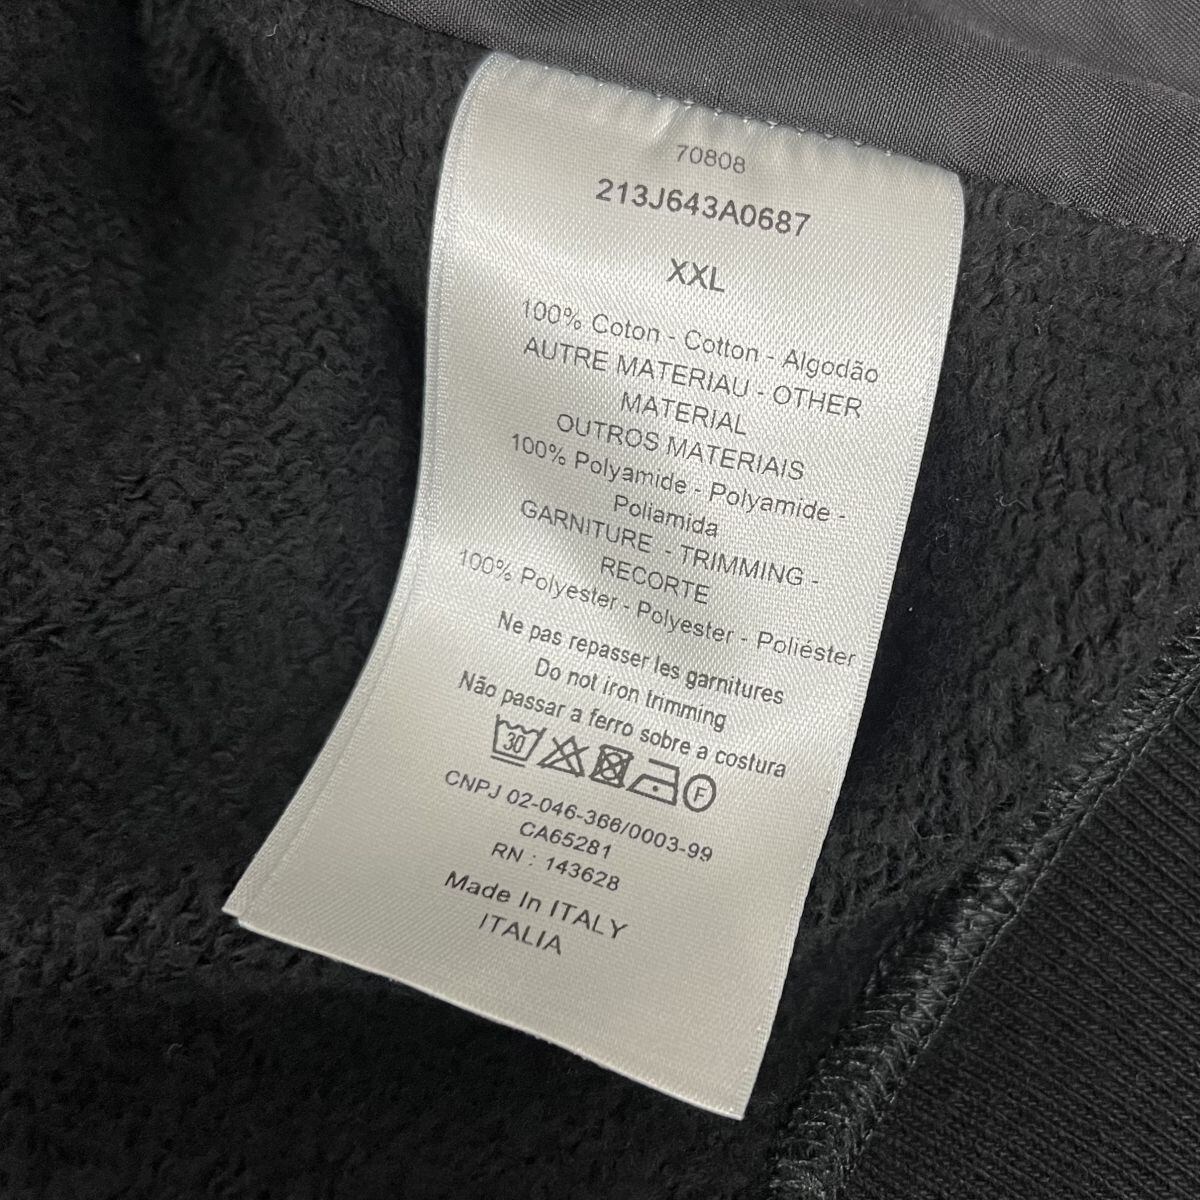 70808
213J643A0687
XXL
100% Coton - Cotton - Algodão
AUTRE MATERIAU - OTHER
MATERIAL
OUTROS MATERIAIS
100% Polyamide - Polyamide -
Poliamida
GARNITURE - TRIMMING -
RECORTE
100% Polyester - Polyester - Poliéster
Ne pas repasser les garnitures
Do not iron trimming
Não passar a ferro sobre a costura
30 F
CNPJ 02-046-366/0003-99
CA65281
RN : 143628
Made In ITALY
ITALIA